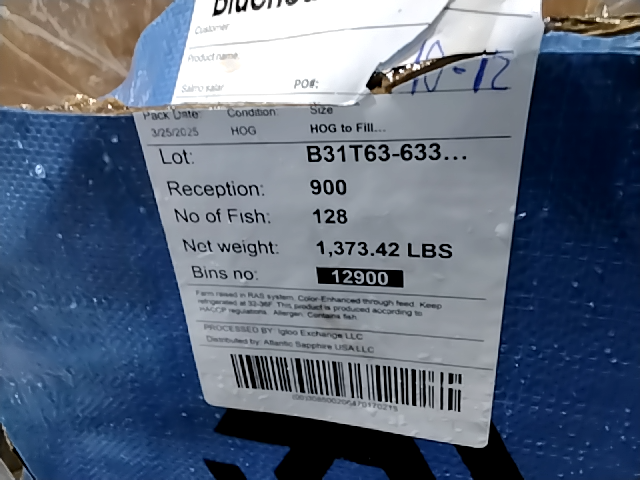 Customer
Product name
Salmo salar PO#:
10-12
Pack Date: Condition Size
3/25/2025 HOG HOG to Fill...
Lot: B31T63-633...
Reception: 900
No of Fish: 128
Net weight: 1,373.42 LBS
Bins no: 12900
Farm raised in RAS system, Color-Enhanced through feed. Keep
refrigerated at 32-36F. This product is produced according to
HACCP regulations. Allergen: Contains fish
PROCESSED BY: Igloo Exchange LLC
Distributed by: Atlantic Sapphire USA LLC